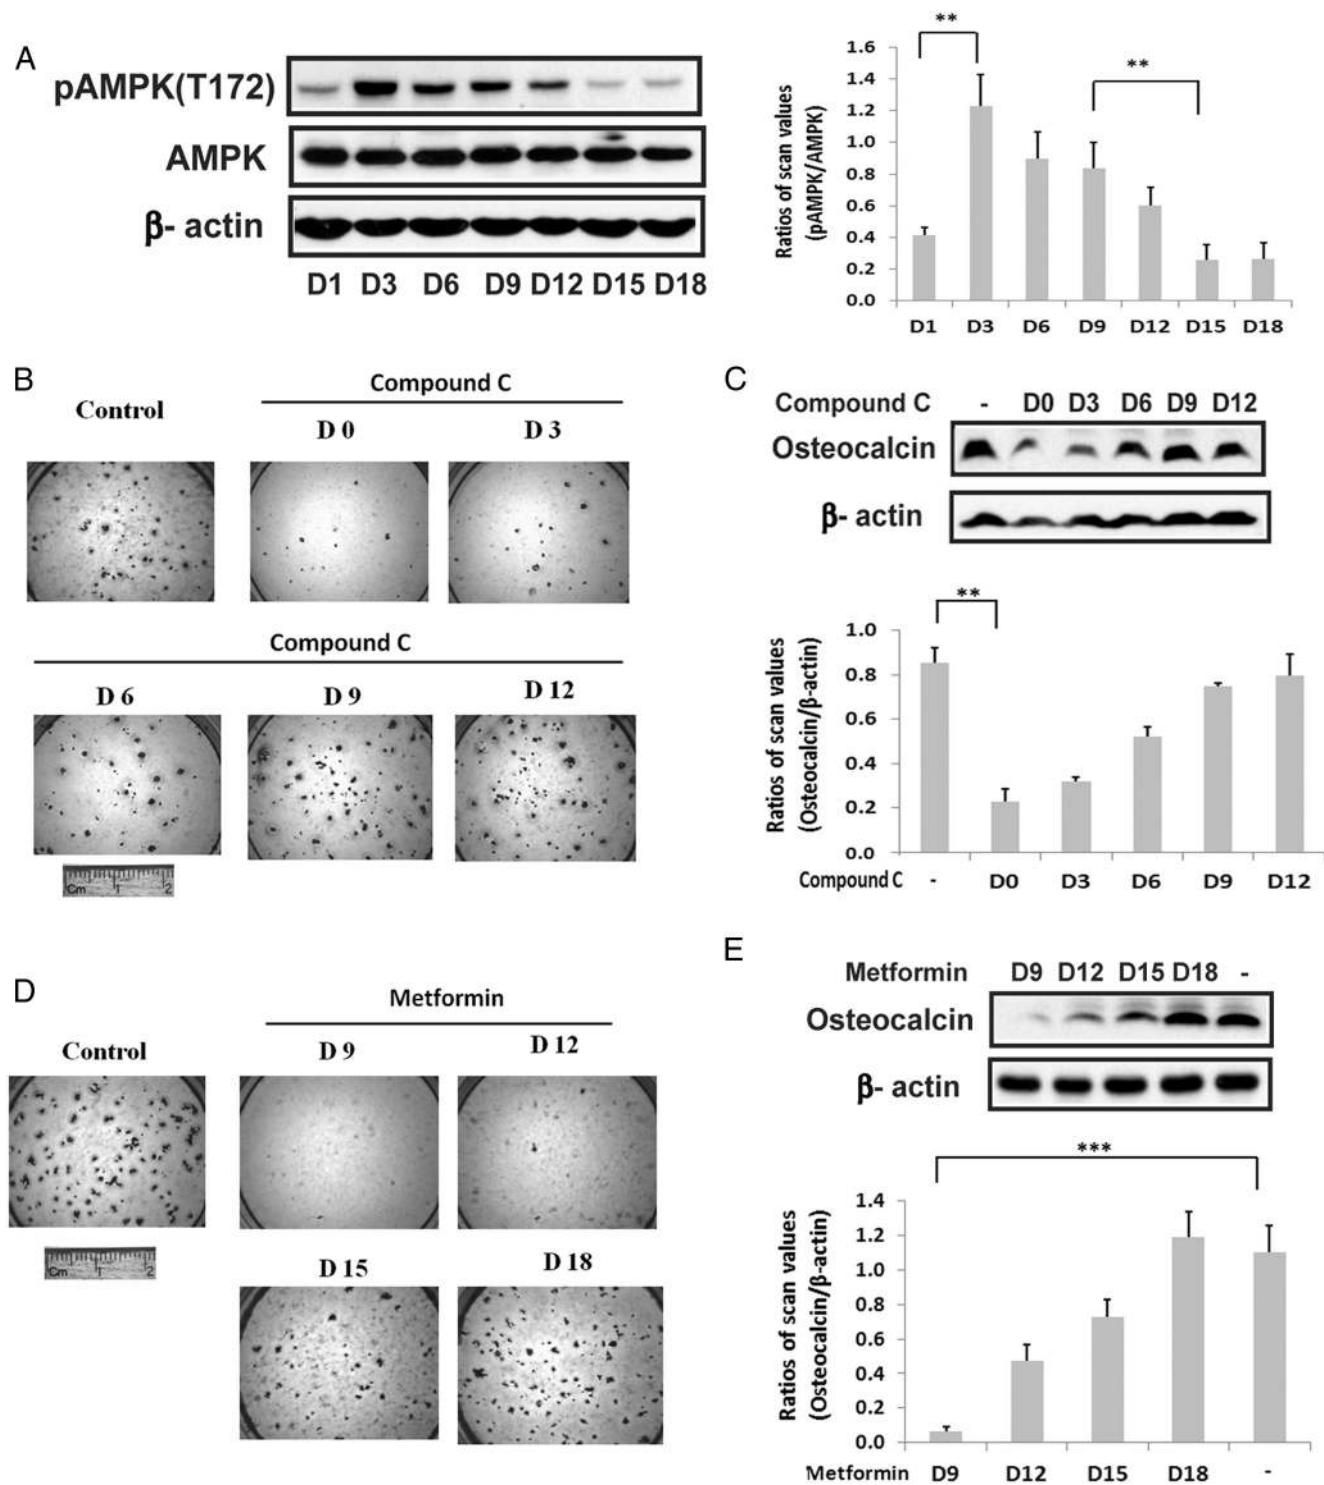 A
pAMPK(T172)
AMPK
β- actin
D1 D3 D6 D9 D12 D15 D18
**
**
Ratios of scan values
(pAMPK/AMPK)
1.6
1.4
1.2
1.0
0.8
0.6
0.4
0.2
0.0
D1 D3 D6 D9 D12 D15 D18
B
Control
Compound C
D 0 D 3
Compound C
D 6 D 9 D 12
Cm 1 2
C
Compound C - D0 D3 D6 D9 D12
Osteocalcin
β- actin
**
Ratios of scan values
(Osteocalcin/β-actin)
1.0
0.8
0.6
0.4
0.2
0.0
Compound C - D0 D3 D6 D9 D12
D
Control
Metformin
D 9 D 12
Cm 1 2
D 15 D 18
E
Metformin D9 D12 D15 D18 -
Osteocalcin
β- actin
***
Ratios of scan values
(Osteocalcin/β-actin)
1.4
1.2
1.0
0.8
0.6
0.4
0.2
0.0
Metformin D9 D12 D15 D18 -